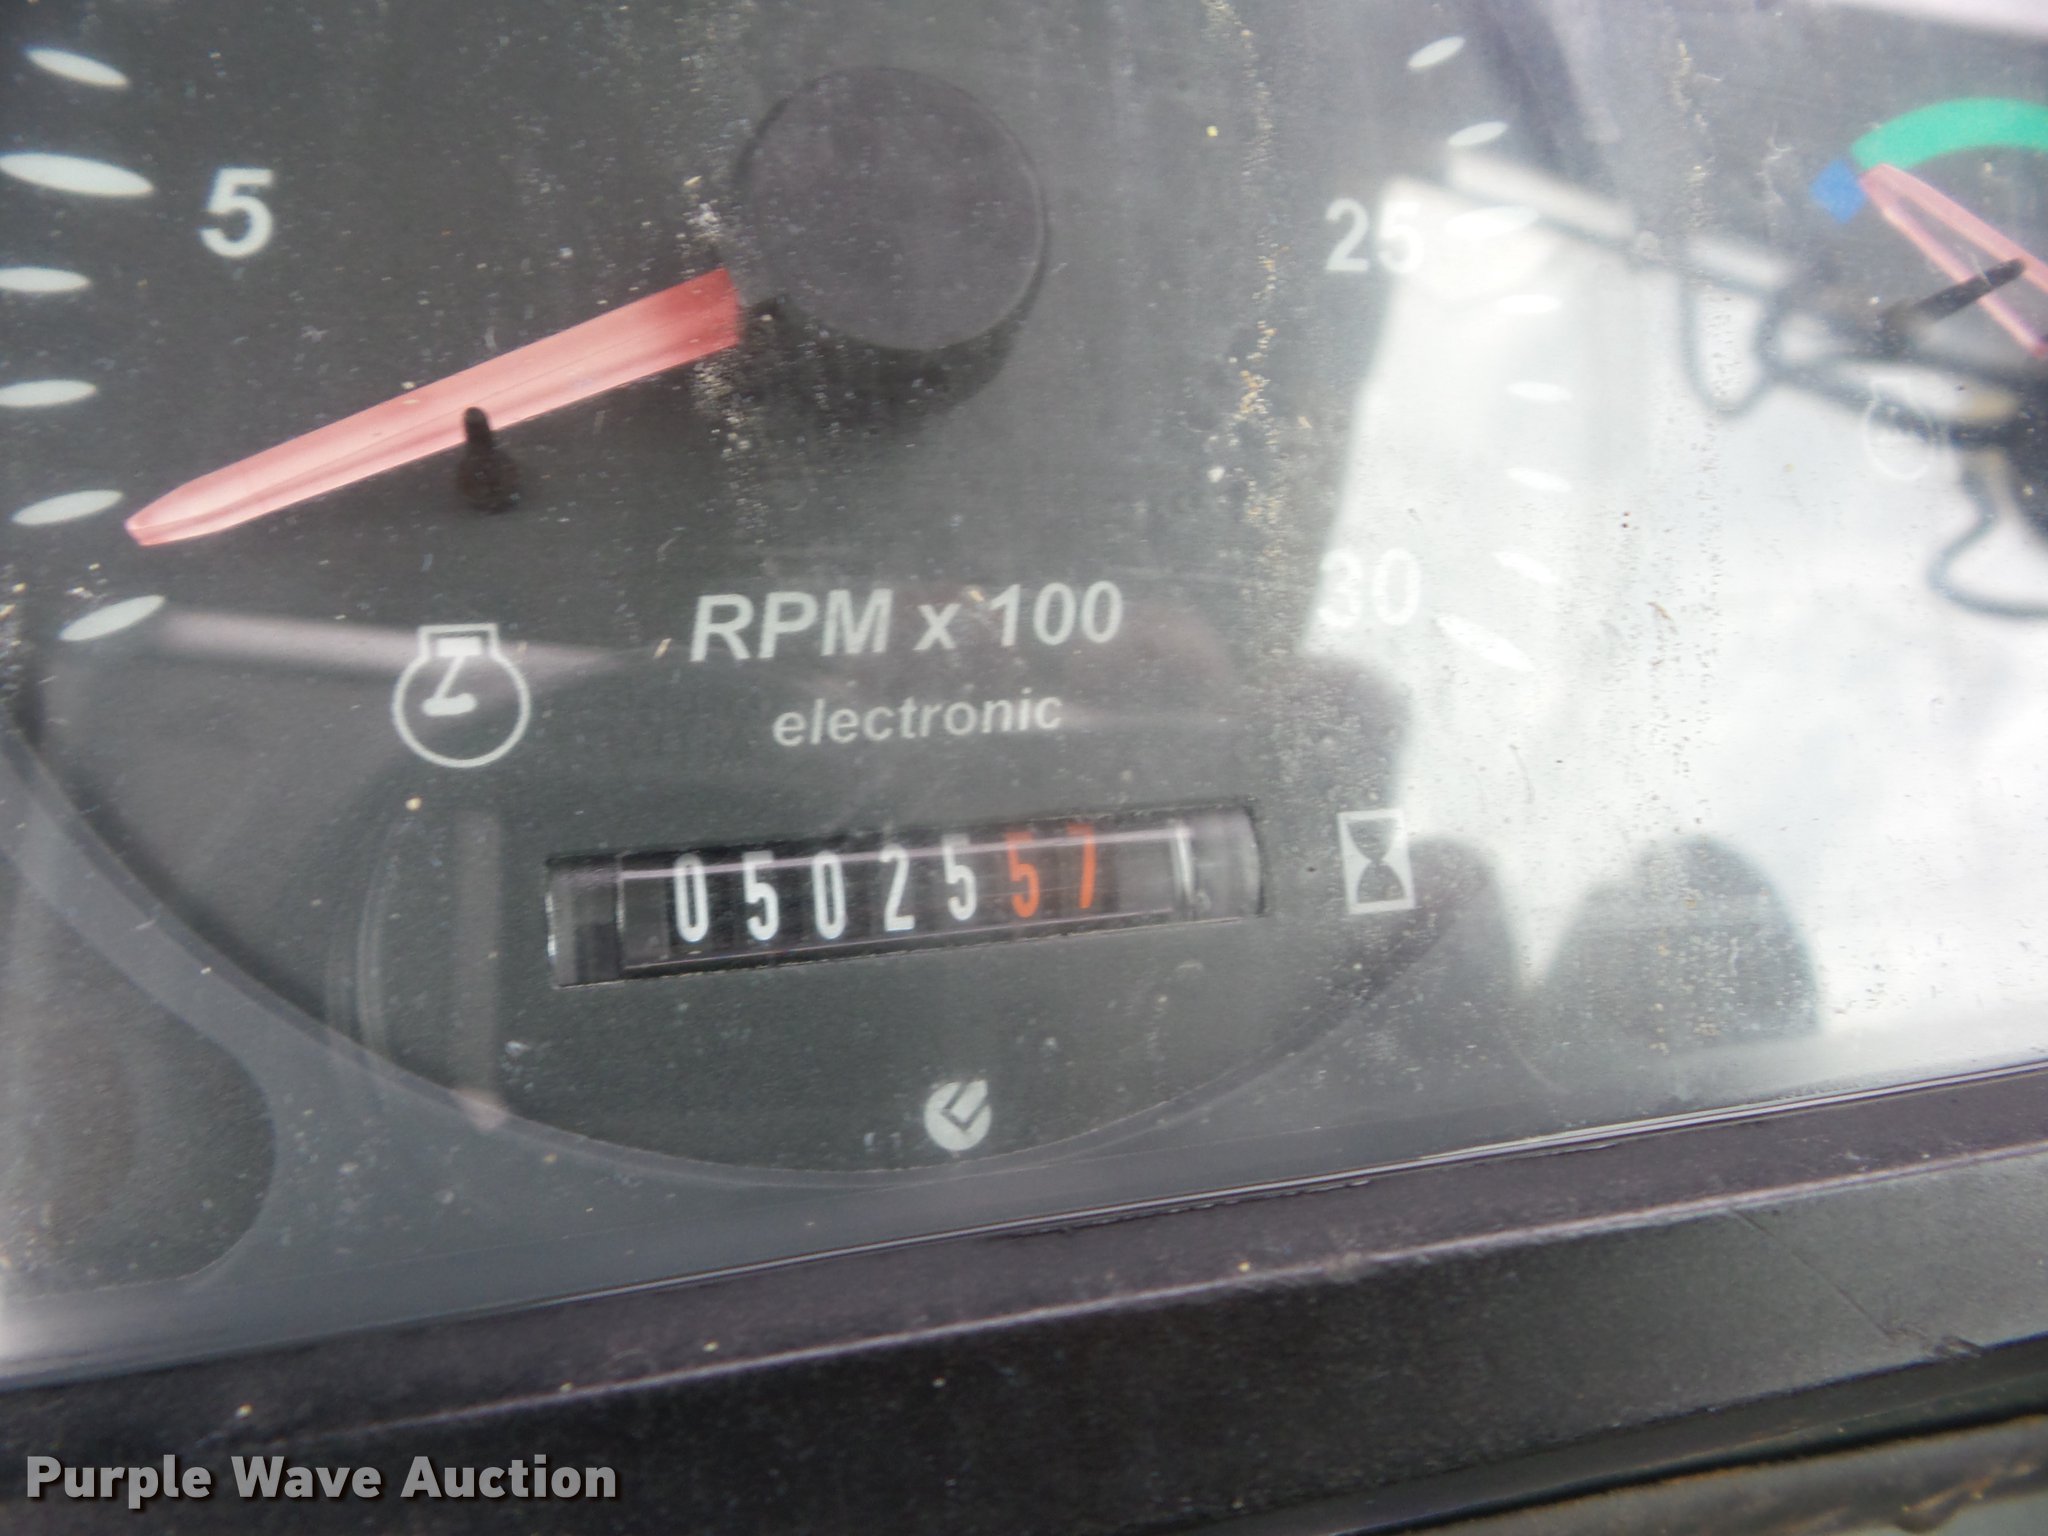 5
25
RPM x 100
30
electronic
0502557
Purple Wave Auction